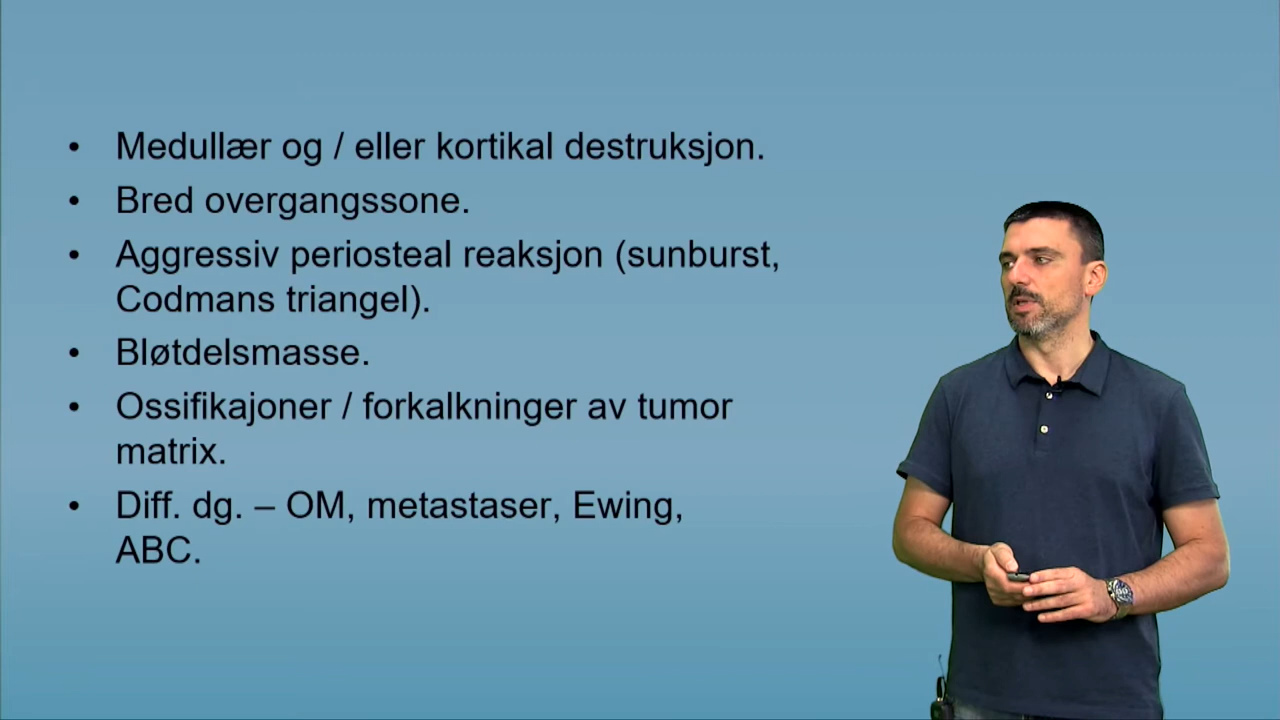 • Medullær og / eller kortikal destruksjon.
• Bred overgangssone.
• Aggressiv periosteal reaksjon (sunburst,
Codmans triangel).
• Bløtdelsmasse.
• Ossifikajoner / forkalkninger av tumor
matrix.
• Diff. dg. – OM, metastaser, Ewing,
ABC.